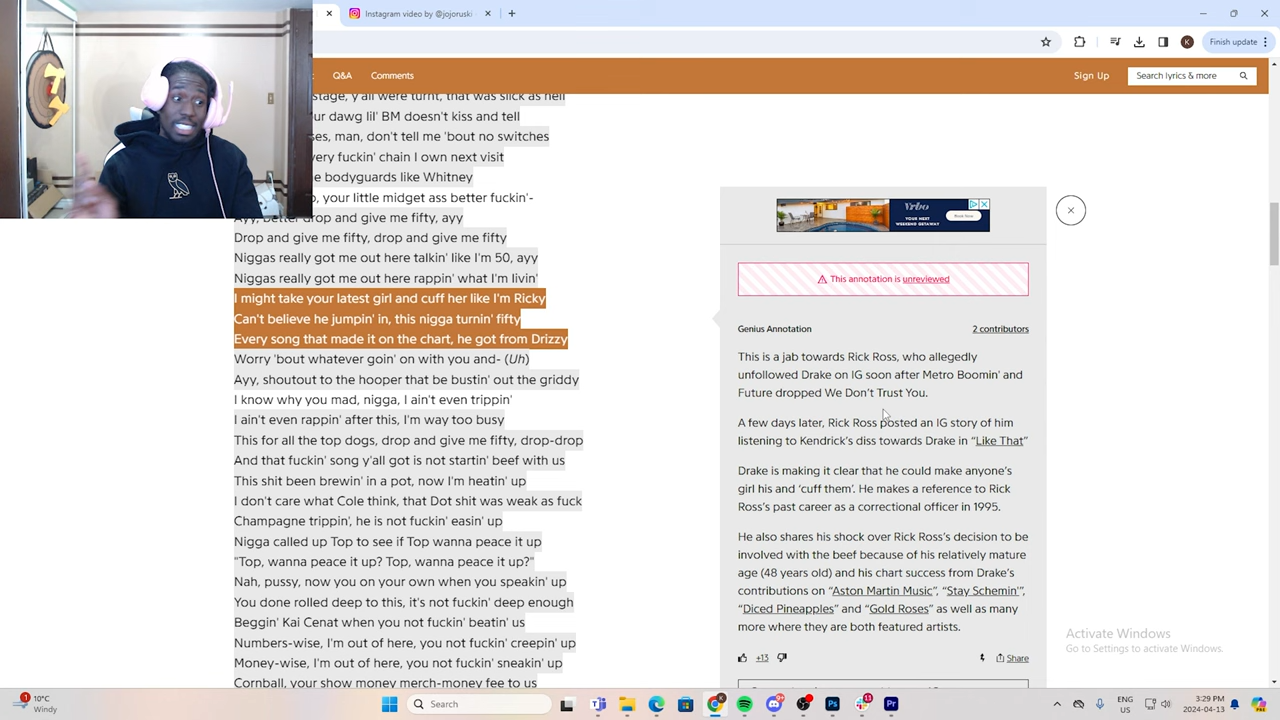 Instagram video by @jojoruski
Finish update
Q&A
Comments
Sign Up
Search lyrics & more
stage, y'all were turnt, that was slick as hell
ur dawg lil' BM doesn't kiss and tell
ses, man, don't tell me 'bout no switches
very fuckin' chain I own next visit
e bodyguards like Whitney
o, your little midget ass better fuckin'-
Ayy, better drop and give me fifty, ayy
Drop and give me fifty, drop and give me fifty
Niggas really got me out here talkin' like I'm 50, ayy
Niggas really got me out here rappin' what I'm livin'
I might take your latest girl and cuff her like I'm Ricky
Can't believe he jumpin' in, this nigga turnin' fifty
Every song that made it on the chart, he got from Drizzy
Worry 'bout whatever goin' on with you and- (Uh)
Ayy, shoutout to the hooper that be bustin' out the griddy
I know why you mad, nigga, I ain't even trippin'
I ain't even rappin' after this, I'm way too busy
This for all the top dogs, drop and give me fifty, drop-drop
And that fuckin' song y'all got is not startin' beef with us
This shit been brewin' in a pot, now I'm heatin' up
I don't care what Cole think, that Dot shit was weak as fuck
Champagne trippin', he is not fuckin' easin' up
Nigga called up Top to see if Top wanna peace it up
"Top, wanna peace it up? Top, wanna peace it up?"
Nah, pussy, now you on your own when you speakin' up
You done rolled deep to this, it's not fuckin' deep enough
Beggin' Kai Cenat when you not fuckin' beatin' us
Numbers-wise, I'm out of here, you not fuckin' creepin' up
Money-wise, I'm out of here, you not fuckin' sneakin' up
Cornball, your show money merch-money fee to us
Vrbo
YOUR NEXT
WEEKEND GETAWAY
Book Now
This annotation is unreviewed
Genius Annotation
2 contributors
This is a jab towards Rick Ross, who allegedly
unfollowed Drake on IG soon after Metro Boomin' and
Future dropped We Don't Trust You.
A few days later, Rick Ross posted an IG story of him
listening to Kendrick's diss towards Drake in “Like That”
Drake is making it clear that he could make anyone's
girl his and ‘cuff them’. He makes a reference to Rick
Ross's past career as a correctional officer in 1995.
He also shares his shock over Rick Ross's decision to be
involved with the beef because of his relatively mature
age (48 years old) and his chart success from Drake's
contributions on “Aston Martin Music”, “Stay Schemin'”,
“Diced Pineapples” and “Gold Roses” as well as many
more where they are both featured artists.
+13
Share
Activate Windows
Go to Settings to activate Windows.
1
10°C
Windy
Search
9+
11
ENG
US
3:29 PM
2024-04-13